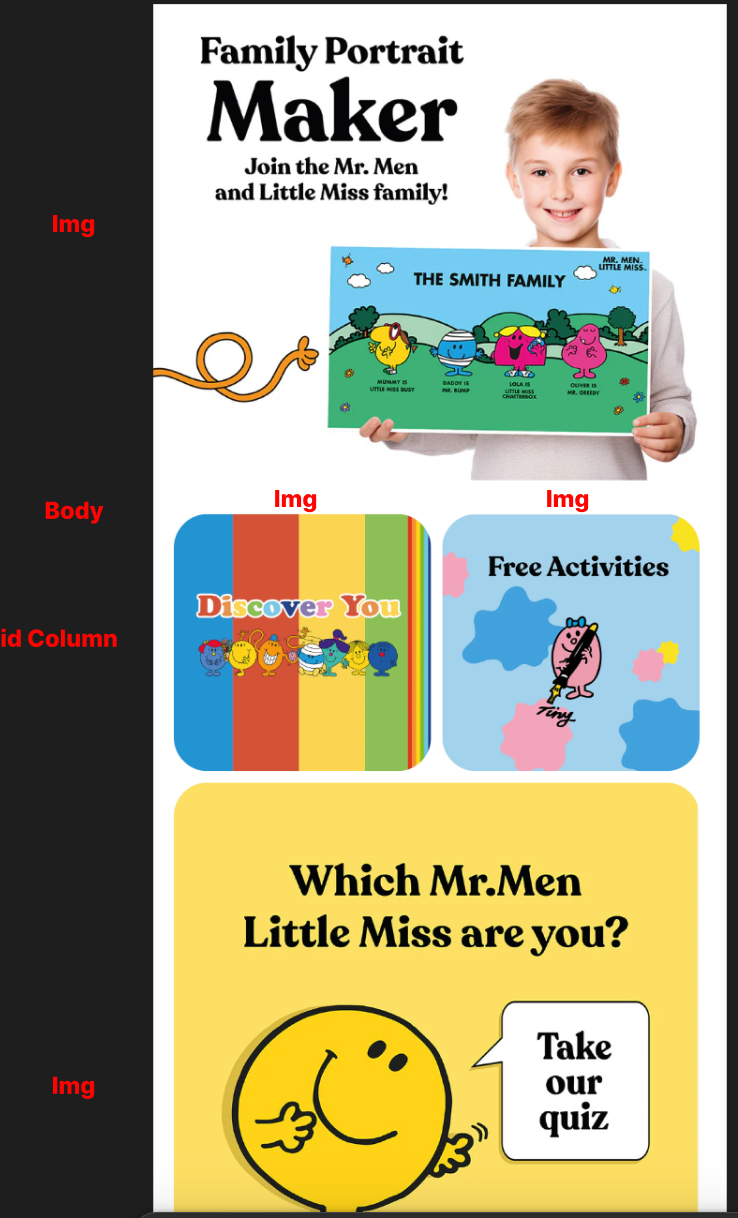 Family Portrait
Maker
Join the Mr. Men
and Little Miss family!
Img
MR. MEN™
LITTLE MISS™
THE SMITH FAMILY
MUMMY IS
LITTLE MISS BUSY
DADDY IS
MR. BUMP
LOLA IS
LITTLE MISS
CHATTERBOX
OLIVER IS
MR. GREEDY
Img
Img
Body
Discover You
Free Activities
Tiny
id Column
Which Mr.Men
Little Miss are you?
Take
our
quiz
Img